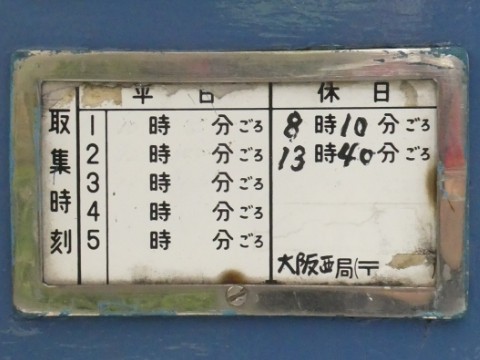 平日 休日
取集時刻
1 時 分ごろ 8時10分ごろ
2 時 分ごろ 13時40分ごろ
3 時 分ごろ
4 時 分ごろ
5 時 分ごろ
大阪西局(〒